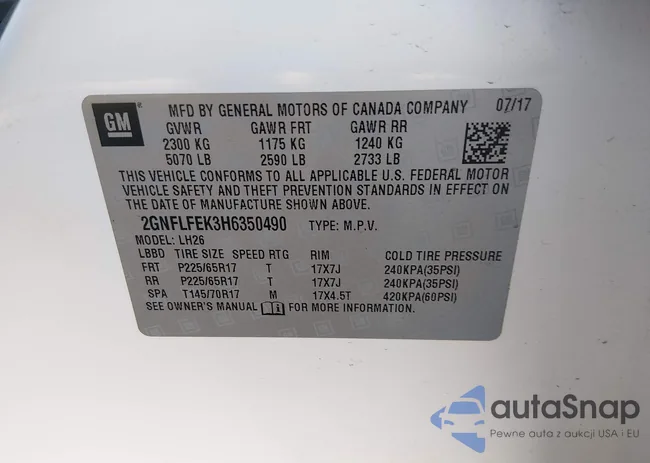 GM MFD BY GENERAL MOTORS OF CANADA COMPANY 07/17
GVWR GAWR FRT GAWR RR
2300 KG 1175 KG 1240 KG
5070 LB 2590 LB 2733 LB
THIS VEHICLE CONFORMS TO ALL APPLICABLE U.S. FEDERAL MOTOR
VEHICLE SAFETY AND THEFT PREVENTION STANDARDS IN EFFECT ON
THE DATE OF MANUFACTURE SHOWN ABOVE.
2GNFLFEK3H6350490 TYPE: M.P.V.
MODEL: LH26
LBBD TIRE SIZE SPEED RTG RIM COLD TIRE PRESSURE
FRT P225/65R17 T 17X7J 240KPA(35PSI)
RR P225/65R17 T 17X7J 240KPA(35PSI)
SPA T145/70R17 M 17X4.5T 420KPA(60PSI)
SEE OWNER'S MANUAL FOR MORE INFORMATION.
autaSnap
Pewne auta z aukcji USA i EU